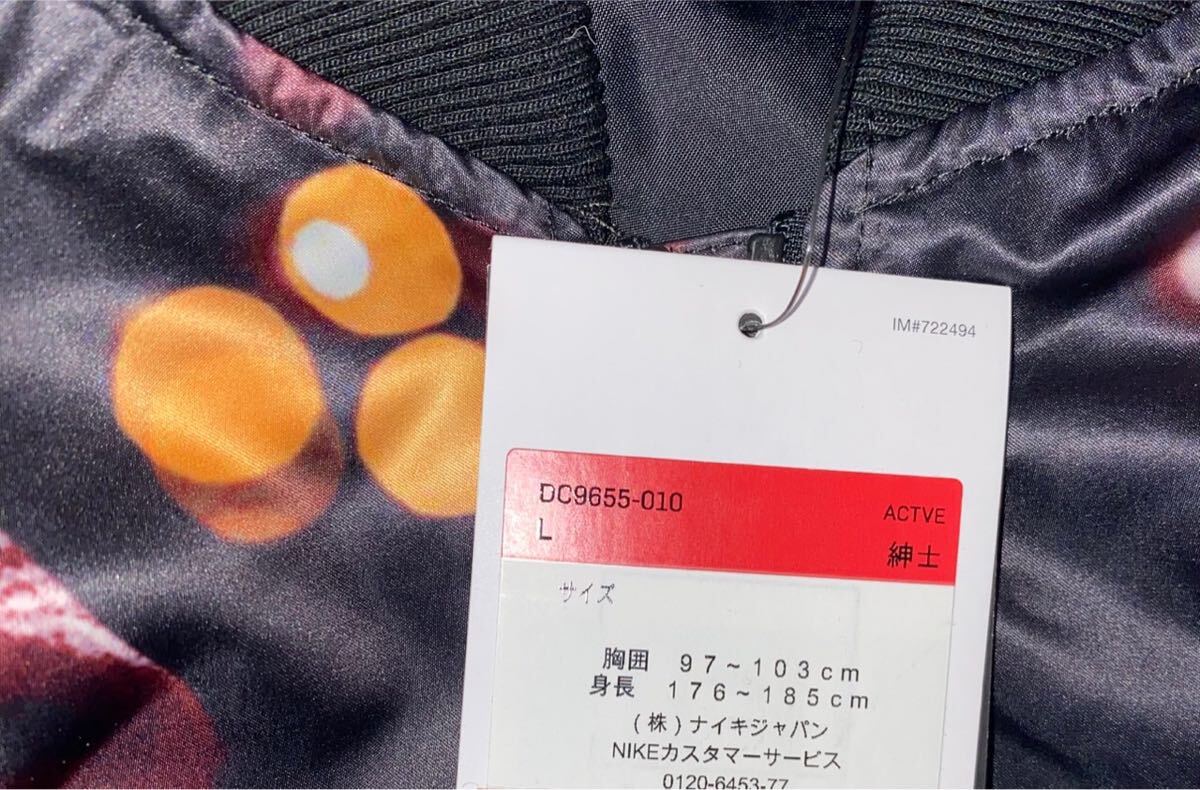 IM#722494
DC9655-010
ACTVE
L
紳士
サイズ
胸囲 97~103cm
身長 176~185cm
(株)ナイキジャパン
NIKEカスタマーサービス
0120-6453-77